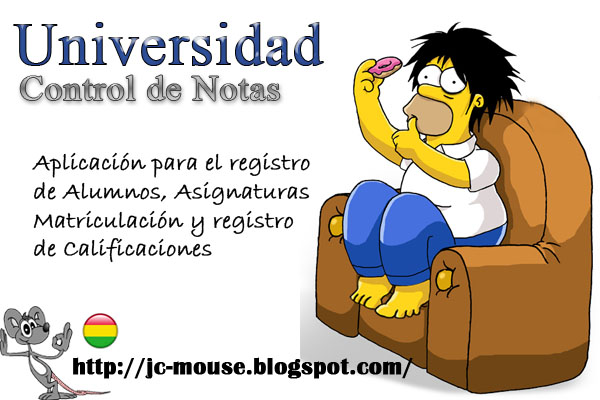 Universidad
Control de Notas
Aplicación para el registro
de Alumnos, Asignaturas
Matriculación y registro
de Calificaciones
http://jc-mouse.blogspot.com/